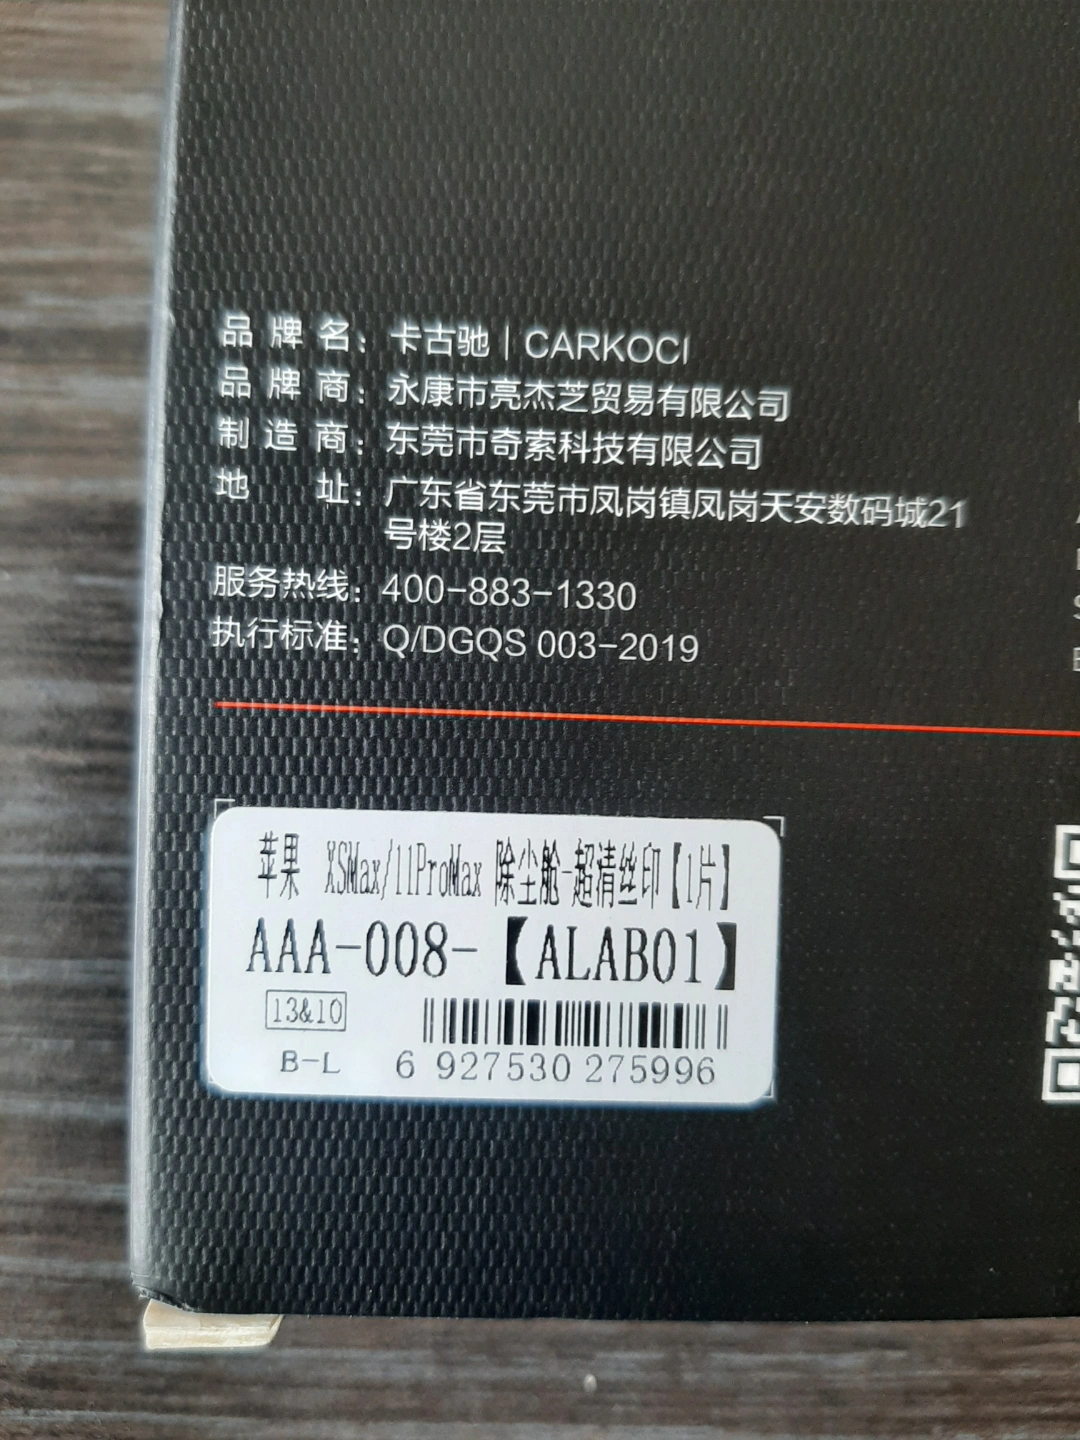 品牌名：卡古驰｜CARKOCI
品牌商：永康市亮杰芝贸易有限公司
制造商：东莞市奇索科技有限公司
地址：广东省东莞市凤岗镇凤岗天安数码城21
号楼2层
服务热线：400-883-1330
执行标准：Q/DGQS 003-2019
苹果 XSMax/11ProMax 除尘舱-超清丝印【1片】
AAA-008-【ALAB01】
13&10
B-L
6 927530 275996